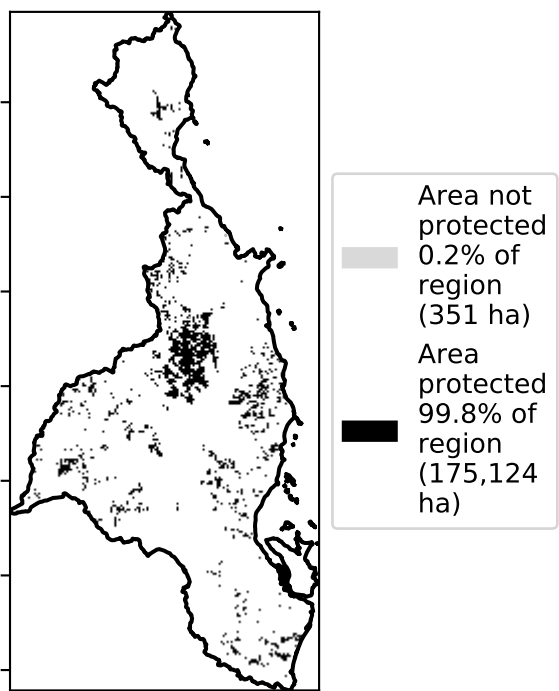 Area not
protected
0.2% of
region
(351 ha)
Area
protected
99.8% of
region
(175,124
ha)